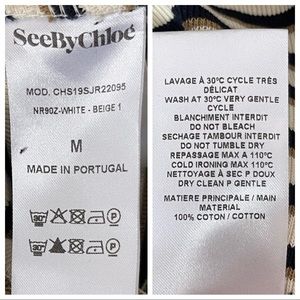 SeeByChloé
MOD. CHS19SJR22095
NR90Z-WHITE - BEIGE 1
M
MADE IN PORTUGAL
30°
P
30°
P
LAVAGE À 30°C CYCLE TRÈS
DÉLICAT
WASH AT 30°C VERY GENTLE
CYCLE
BLANCHIMENT INTERDIT
DO NOT BLEACH
SECHAGE TAMBOUR INTERDIT
DO NOT TUMBLE DRY
REPASSAGE MAX A 110°C
COLD IRONING MAX 110°C
NETTOYAGE À SEC P DOUX
DRY CLEAN P GENTLE
MATIERE PRINCIPALE / MAIN
MATERIAL
100% COTON / COTTON